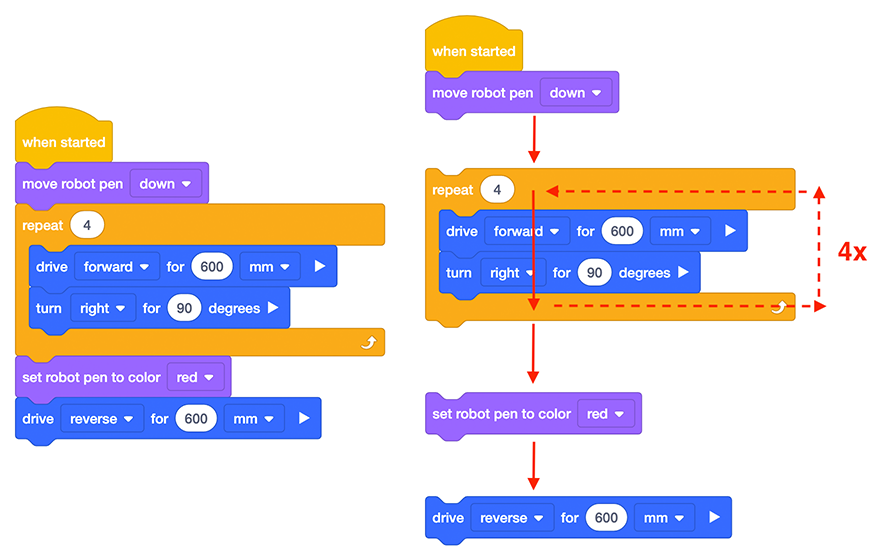 when started
move robot pen down
repeat 4
drive forward for 600 mm
turn right for 90 degrees
set robot pen to color red
drive reverse for 600 mm
when started
move robot pen down
repeat 4
drive forward for 600 mm
turn right for 90 degrees
4x
set robot pen to color red
drive reverse for 600 mm